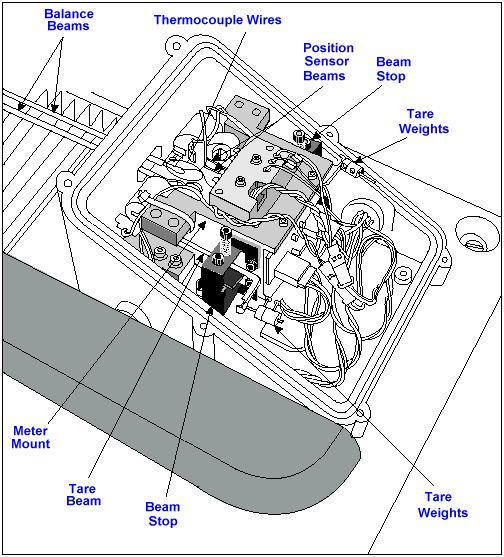 Balance
Beams
Thermocouple Wires
Position
Sensor
Beams
Beam
Stop
Tare
Weights
Meter
Mount
Tare
Beam
Beam
Stop
Tare
Weights